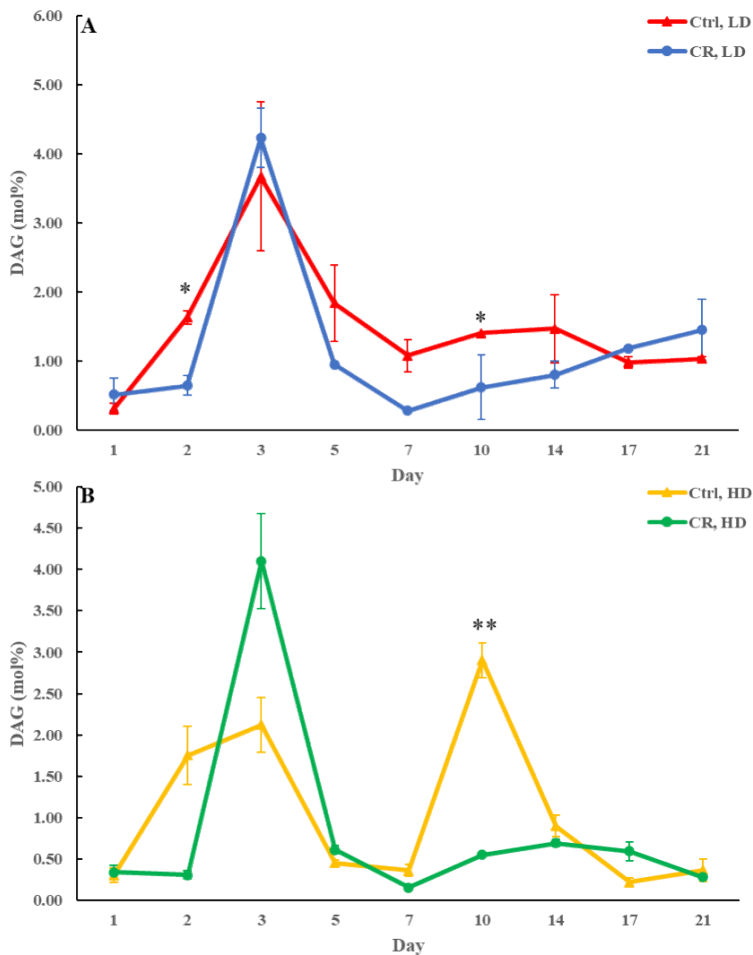 A
Ctrl, LD
CR, LD
6.00
5.00
4.00
3.00
2.00
1.00
0.00
DAG (mol%)
*
*
1 2 3 5 7 10 14 17 21
Day
B
Ctrl, HD
CR, HD
5.00
4.50
4.00
3.50
3.00
2.50
2.00
1.50
1.00
0.50
0.00
DAG (mol%)
**
1 2 3 5 7 10 14 17 21
Day